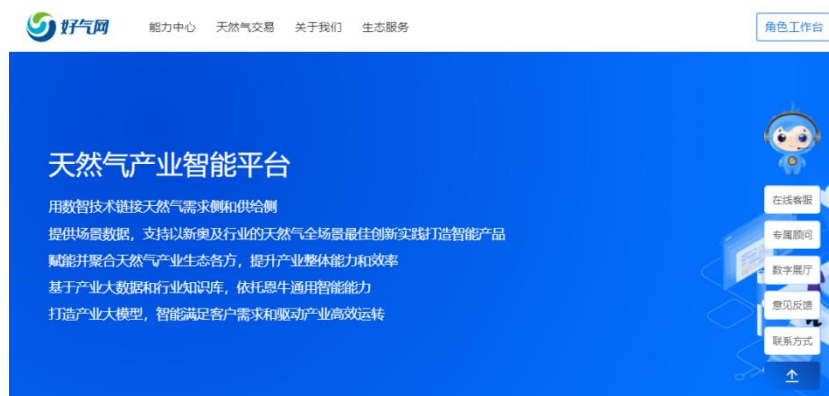 好气网
能力中心 天然气交易 关于我们 生态服务
角色工作台
天然气产业智能平台
用数智技术链接天然气需求侧和供给侧
提供场景数据，支持以新奥及行业的天然气全场景最佳创新实践打造智能产品
赋能并聚合天然气产业生态各方，提升产业整体能力和效率
基于产业大数据和行业知识库，依托恩牛通用智能能力
打造产业大模型，智能满足客户需求和驱动产业高效运转
在线客服
专属顾问
数字展厅
意见反馈
联系方式